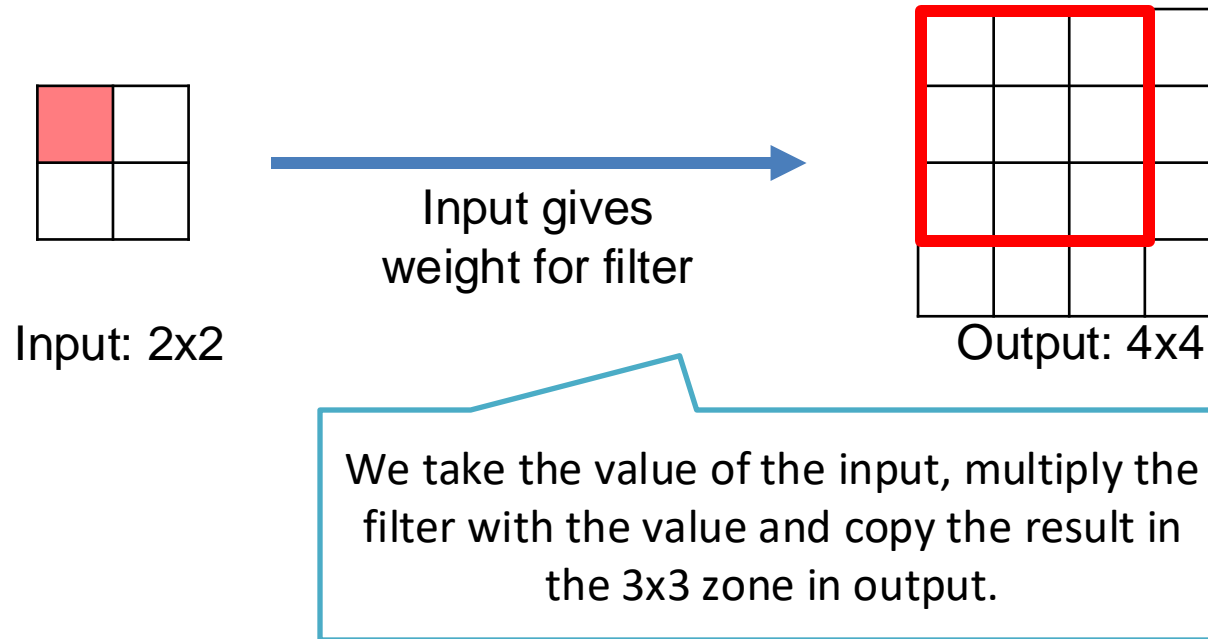 Input gives
weight for filter
Input: 2x2
Output: 4x4
We take the value of the input, multiply the
filter with the value and copy the result in
the 3x3 zone in output.